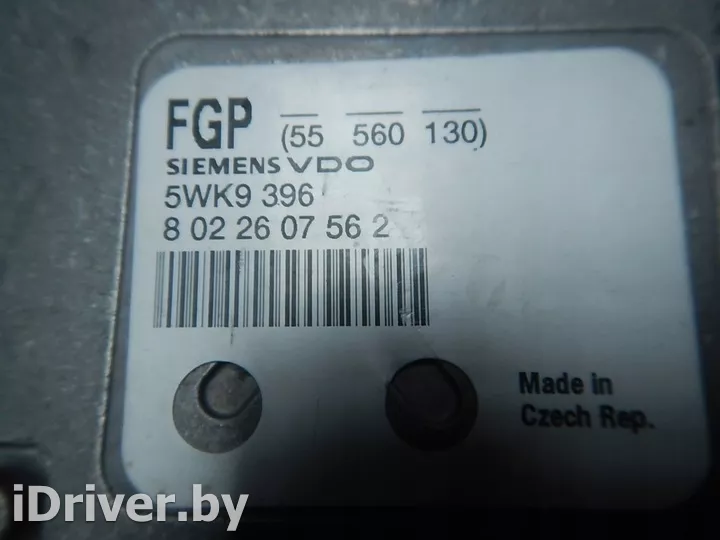 FGP (55 560 130)
SIEMENS VDO
5WK9 396
8 02 26 07 56 2
Made in
Czech Rep.
iDriver.by